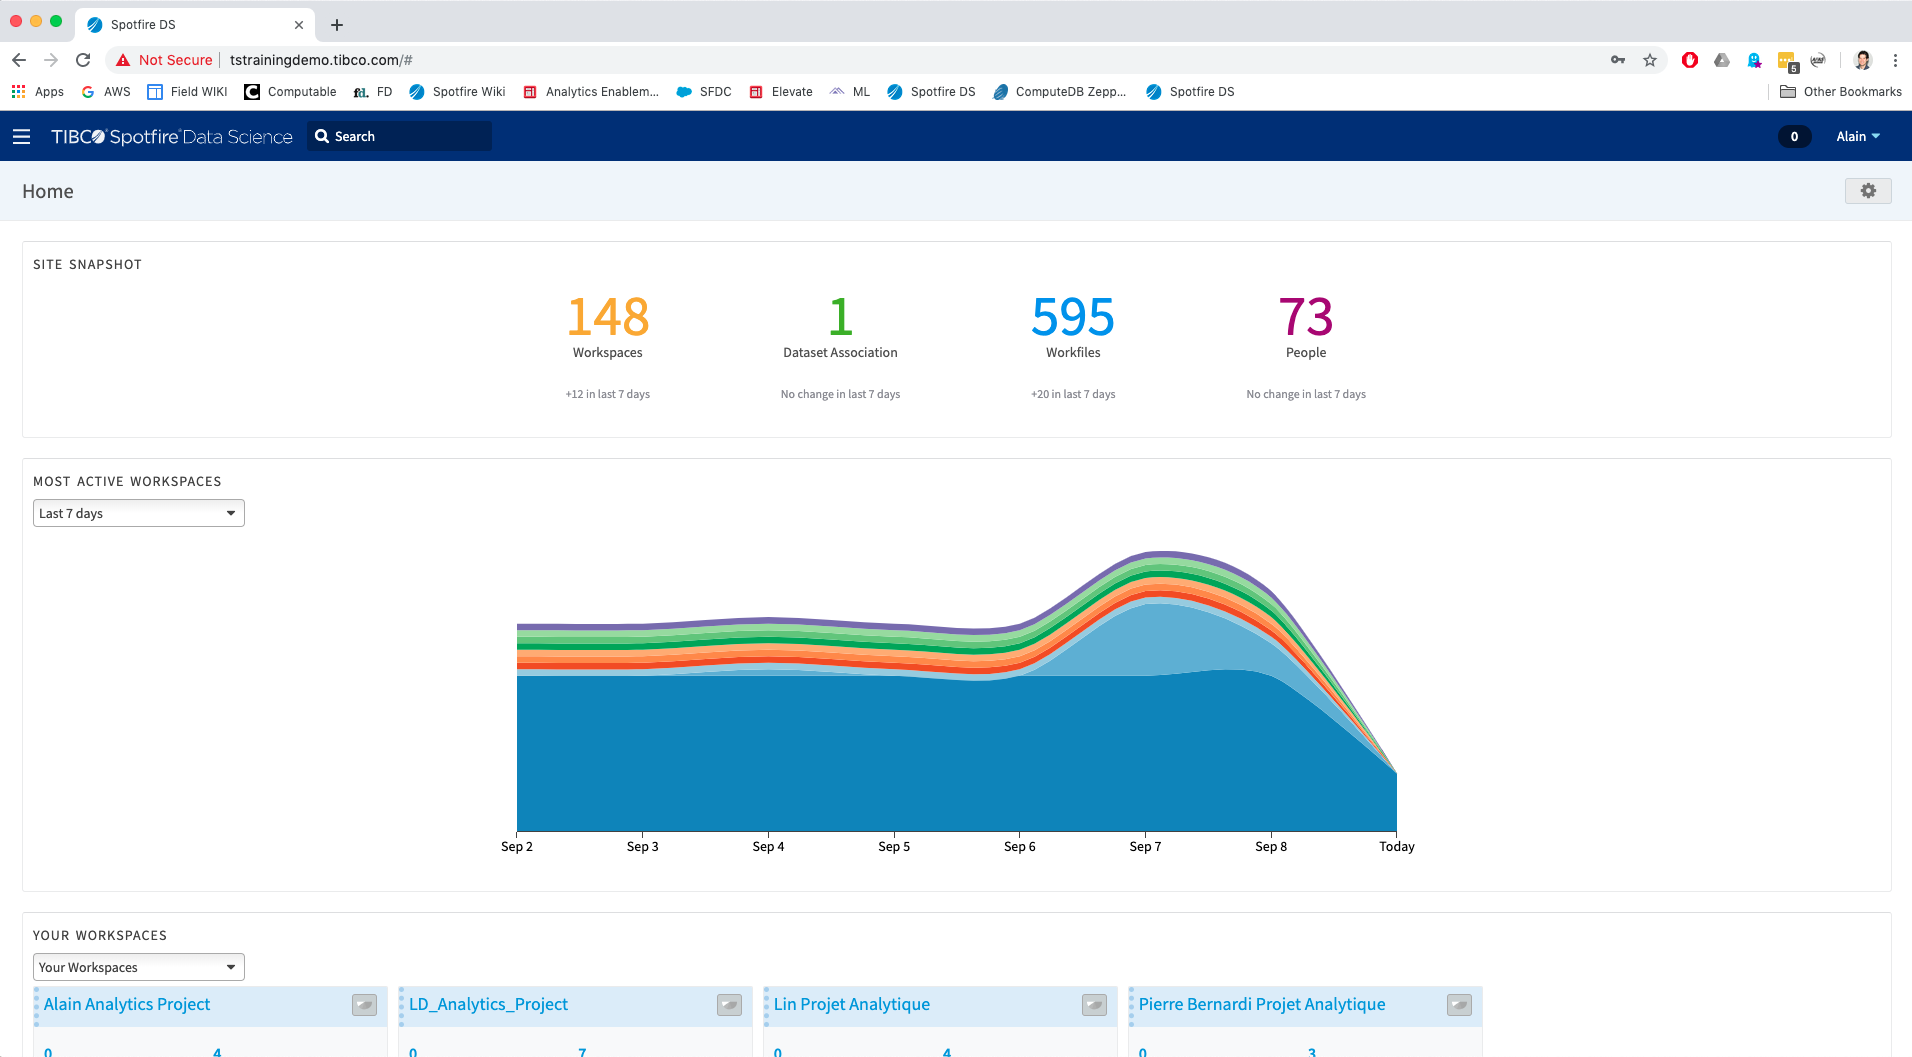 Spotfire DS
Not Secure tstrainingdemo.tibco.com/#
5
Apps AWS Field WIKI Computable FD Spotfire Wiki Analytics Enablem... SFDC Elevate ML Spotfire DS ComputeDB Zepp... Spotfire DS Other Bookmarks
TIBCO Spotfire Data Science Search 0 Alain
Home
SITE SNAPSHOT
148 1 595 73
Workspaces Dataset Association Workfiles People
+12 in last 7 days No change in last 7 days +20 in last 7 days No change in last 7 days
MOST ACTIVE WORKSPACES
Last 7 days
Sep 2 Sep 3 Sep 4 Sep 5 Sep 6 Sep 7 Sep 8 Today
YOUR WORKSPACES
Your Workspaces
Alain Analytics Project LD_Analytics_Project Lin Projet Analytique Pierre Bernardi Projet Analytique
0 4 0 7 0 4 0 3